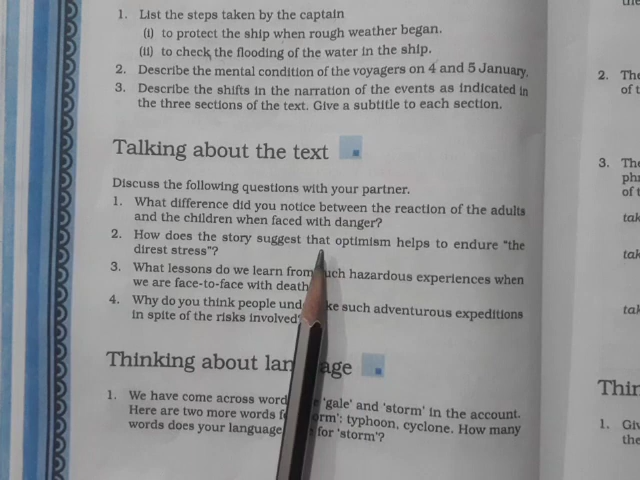 1. List the steps taken by the captain
(i) to protect the ship when rough weather began.
(ii) to check the flooding of the water in the ship.
2. Describe the mental condition of the voyagers on 4 and 5 January.
3. Describe the shifts in the narration of the events as indicated in
the three sections of the text. Give a subtitle to each section.
Talking about the text
Discuss the following questions with your partner.
1. What difference did you notice between the reaction of the adults
and the children when faced with danger?
2. How does the story suggest that optimism helps to endure "the
direst stress"?
3. What lessons do we learn from such hazardous experiences when
we are face-to-face with death
4. Why do you think people und ke such adventurous expeditions
in spite of the risks involved?
Thinking about lan age
1. We have come across word 'gale' and 'storm' in the account.
Here are two more words f orm': typhoon, cyclone. How many
words does your language for 'storm'?
2. The
of t
3. The
phr
of t
tak
tak
tak
Thin
1. Giv
the